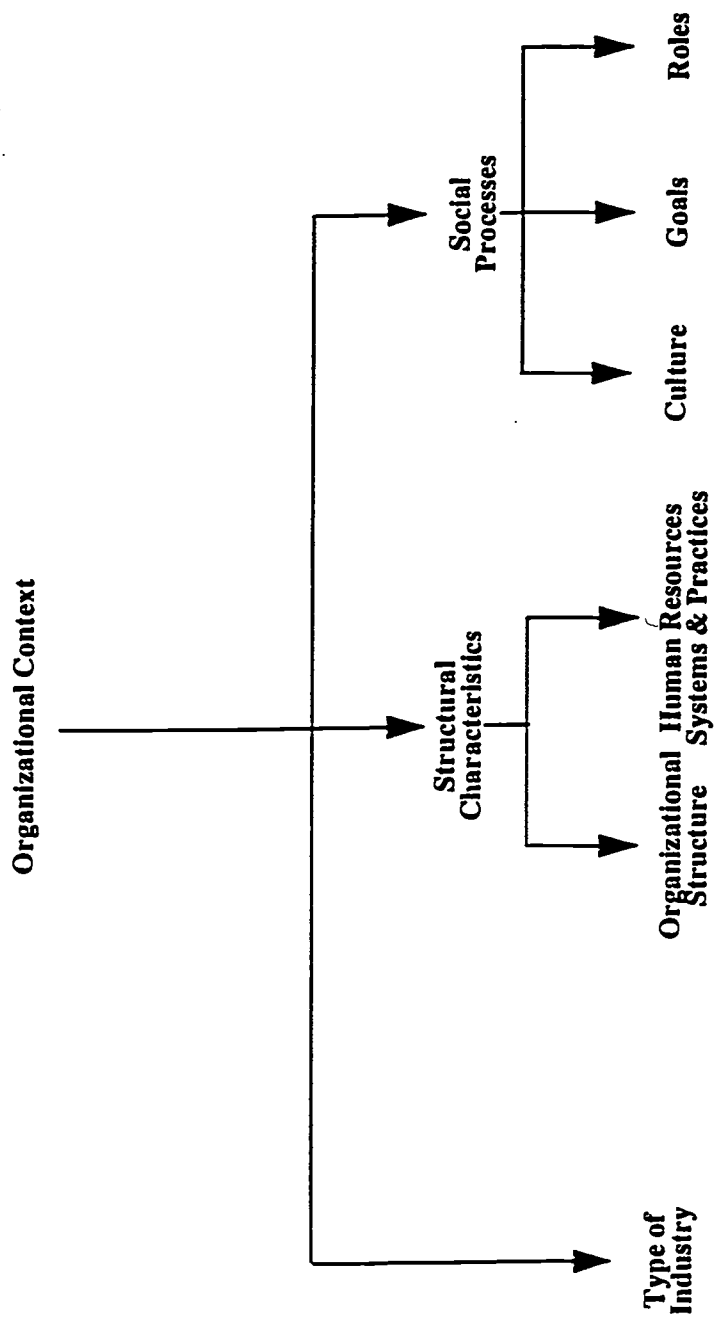 Organizational Context
Structural
Characteristics
Social
Processes
Type of
Industry
Organizational
Structure
Human Resources
Systems & Practices
Culture
Goals
Roles